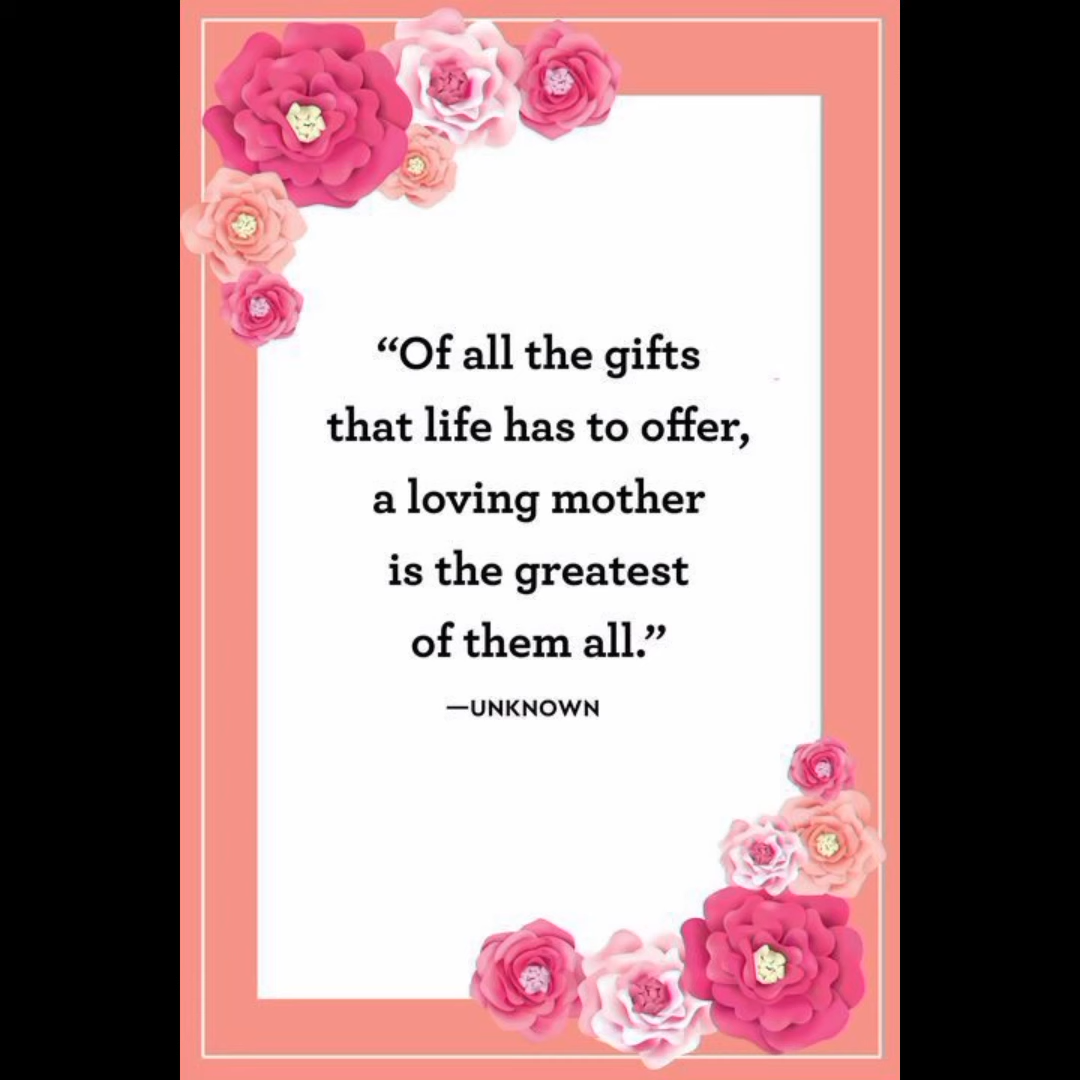 “Of all the gifts
that life has to offer,
a loving mother
is the greatest
of them all.”
—UNKNOWN